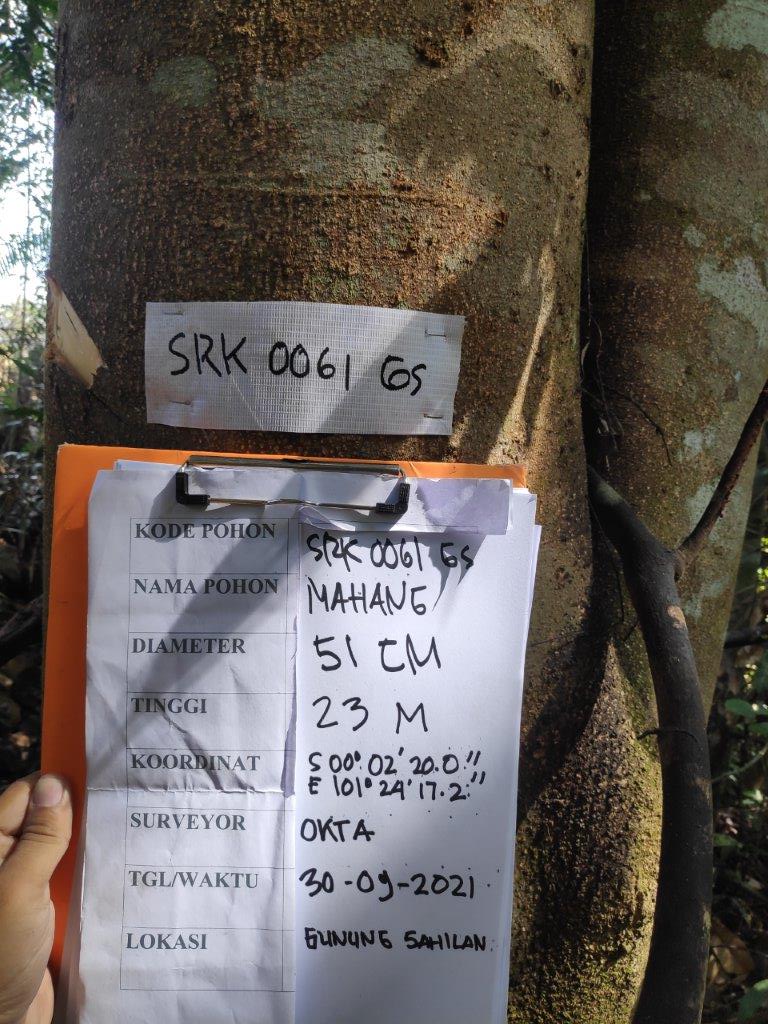 SRK 0061 GS
KODE POHON SRK 0061 GS
NAMA POHON MAHANG
DIAMETER 51 CM
TINGGI 23 M
KOORDINAT S 00° 02' 20.0"
E 101° 24' 17.2"
SURVEYOR OKTA
TGL/WAKTU 30-09-2021
LOKASI GUNUNG SAHILAN